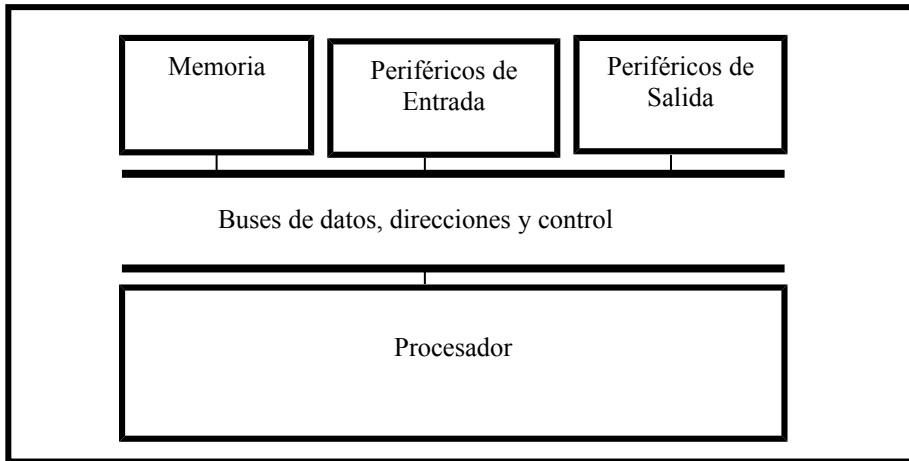 Memoria
Periféricos de
Entrada
Periféricos de
Salida
Buses de datos, direcciones y control
Procesador